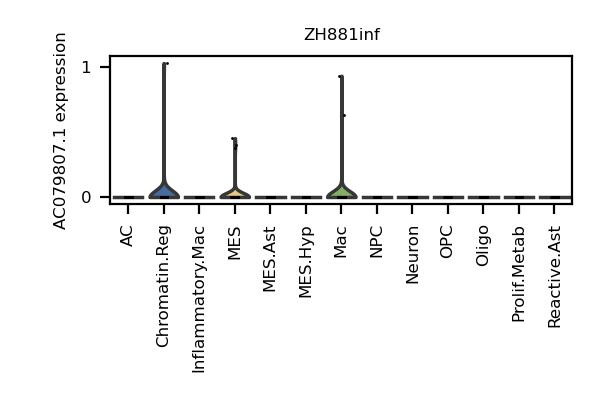 ZH881inf
AC079807.1 expression
1
0
AC
Chromatin.Reg
Inflammatory.Mac
MES
MES.Ast
MES.Hyp
Mac
NPC
Neuron
OPC
Oligo
Prolif.Metab
Reactive.Ast